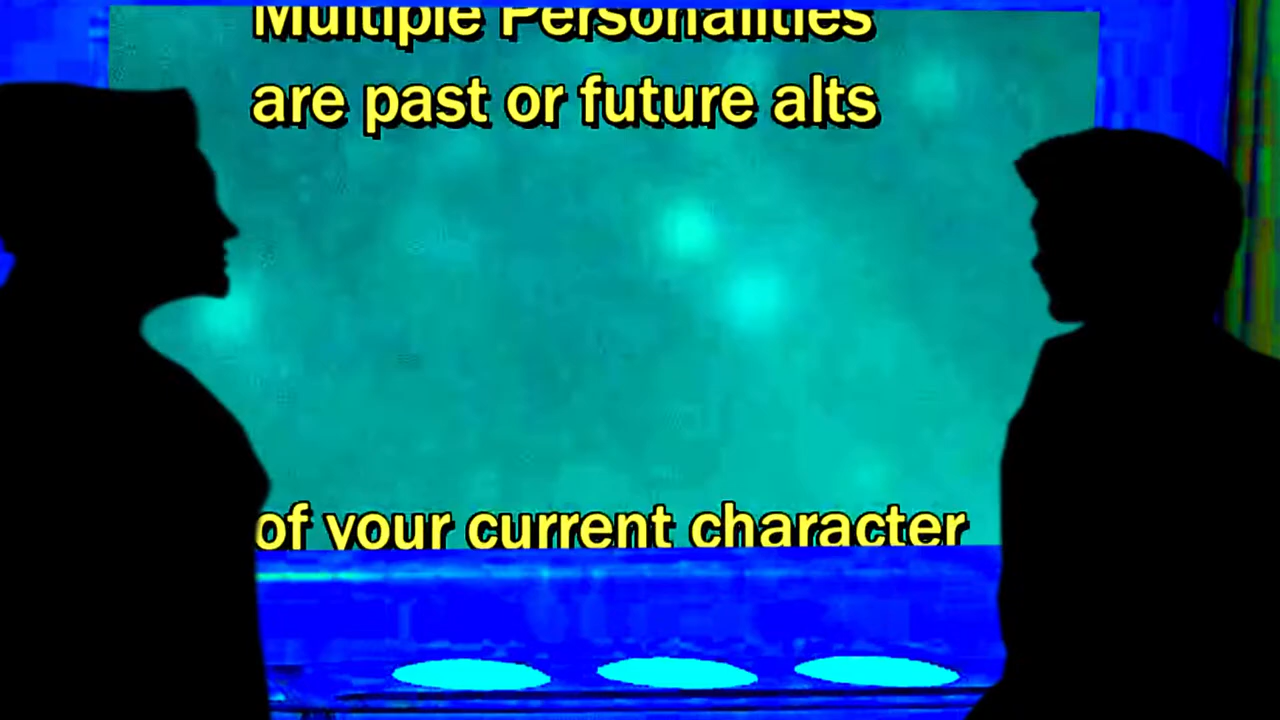 Multiple Personalities
are past or future alts
of your current character